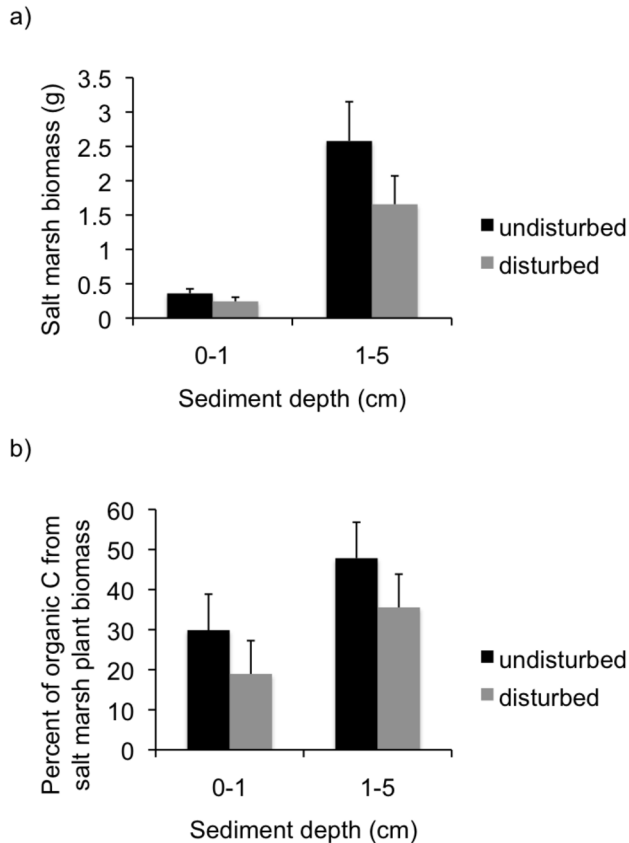 a)
Salt marsh biomass (g)
3.5
3
2.5
2
1.5
1
0.5
0
0-1
1-5
Sediment depth (cm)
undisturbed
disturbed
b)
Percent of organic C from
salt marsh plant biomass
60
50
40
30
20
10
0
0-1
1-5
Sediment depth (cm)
undisturbed
disturbed